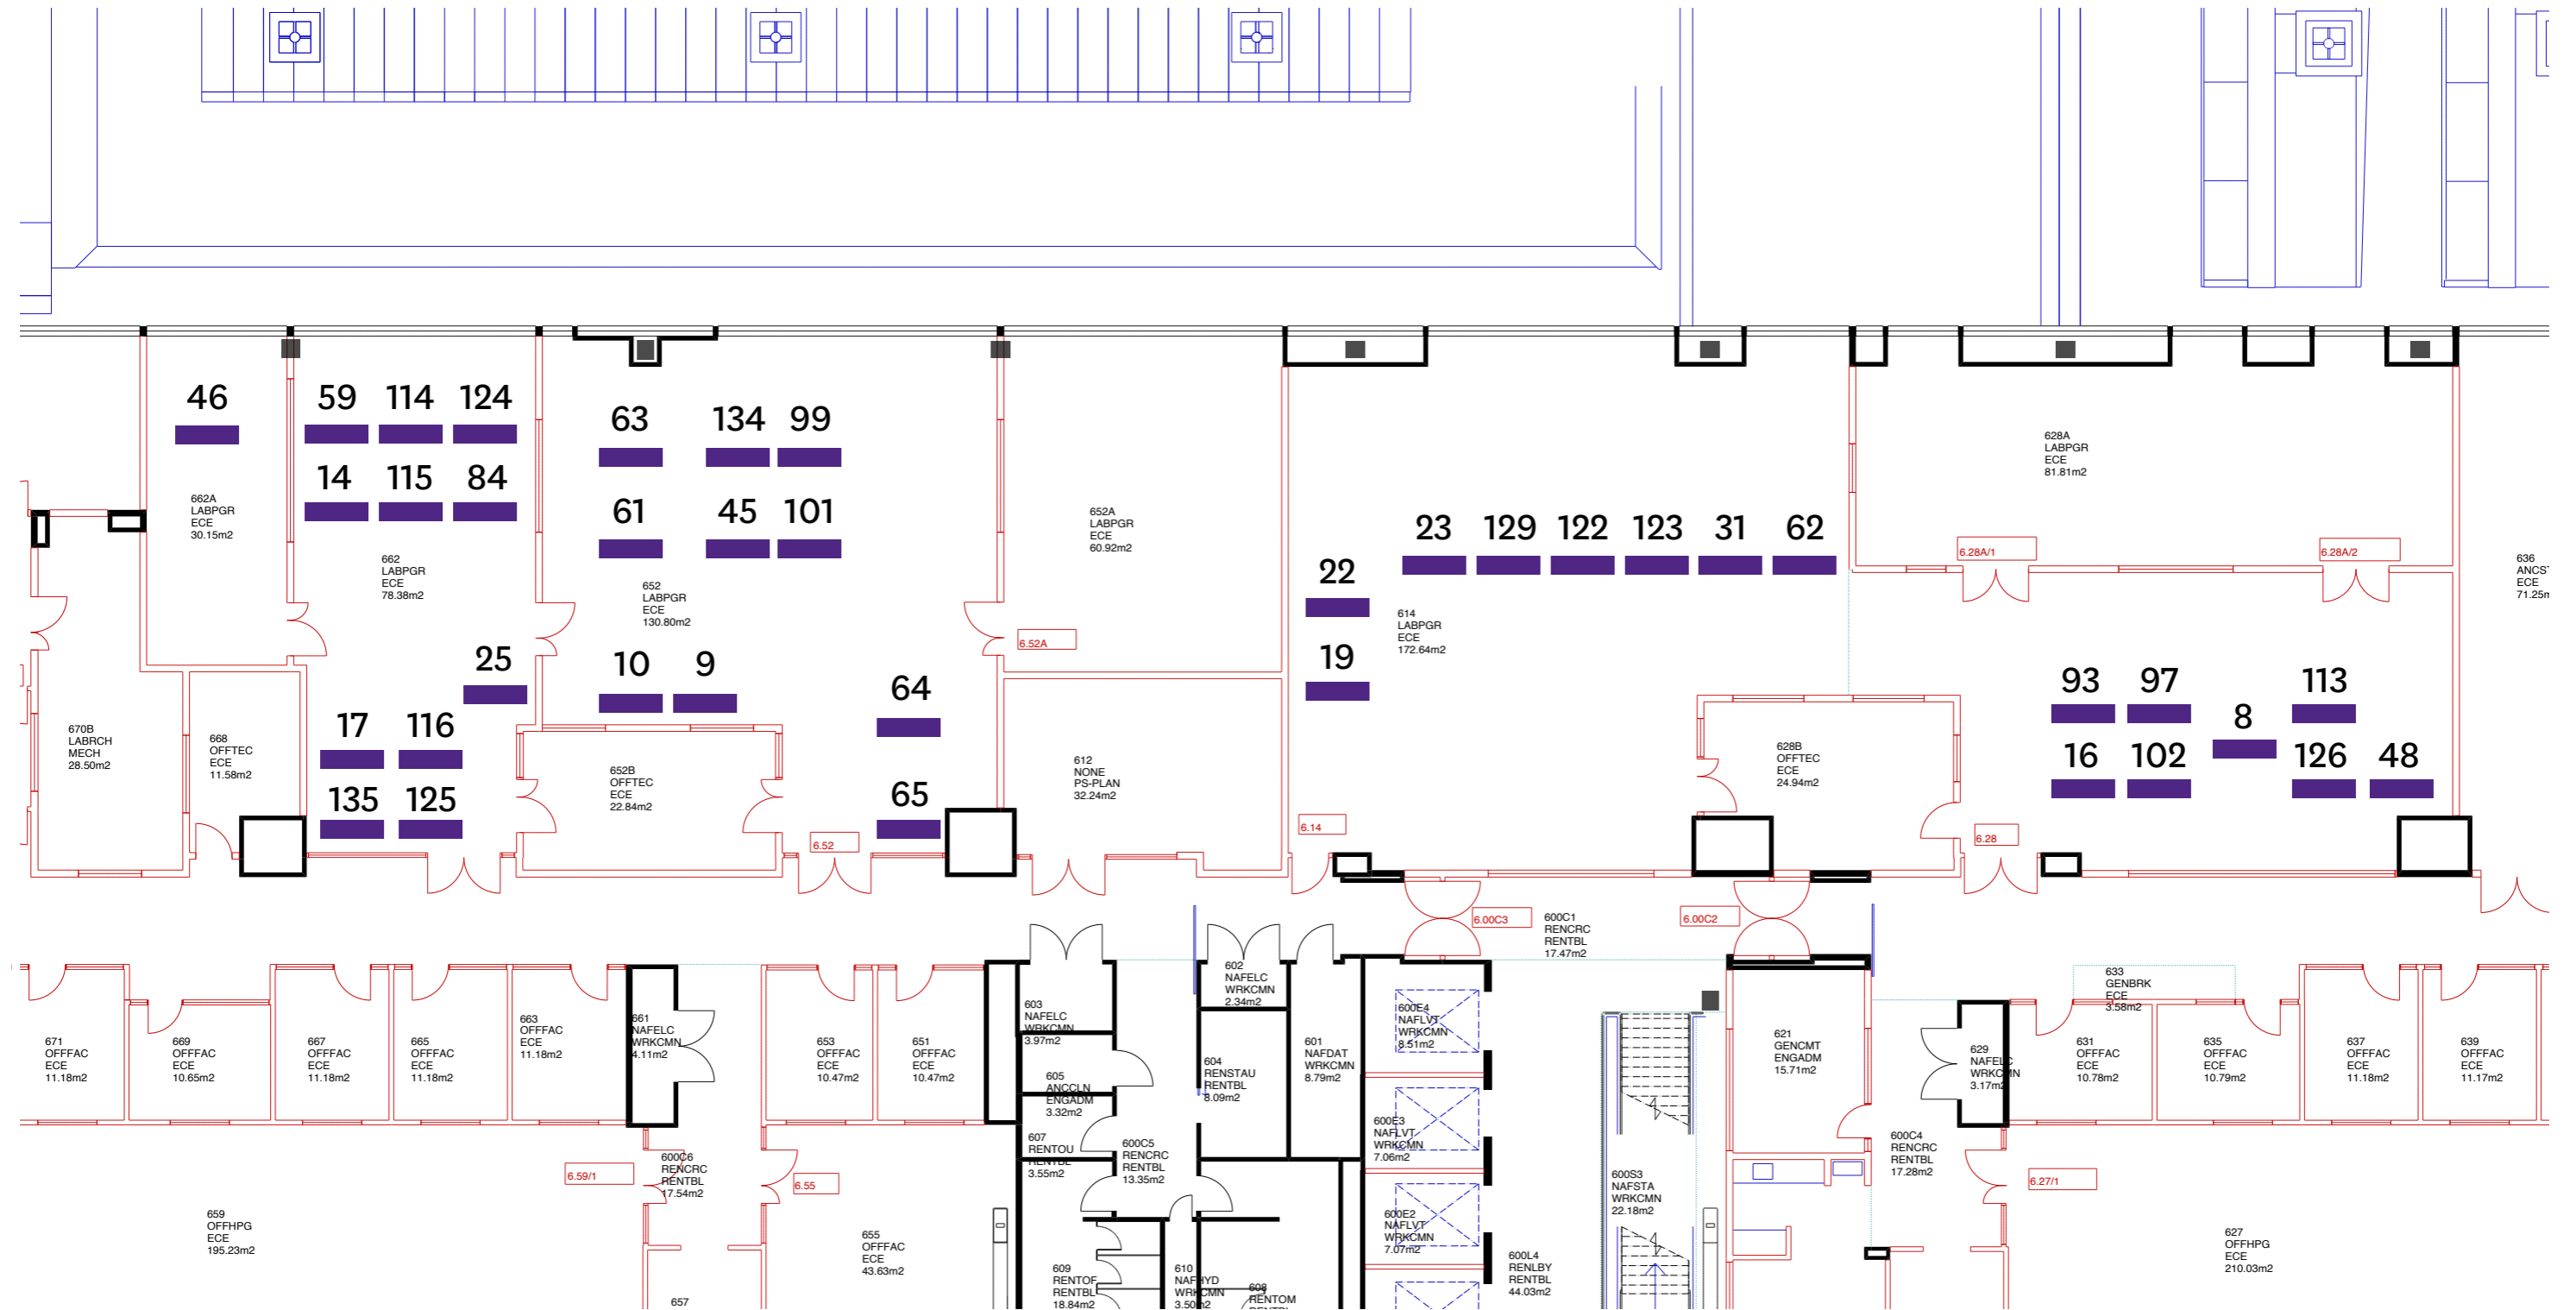 46
59 114 124
14 115 84
63 134 99
61 45 101
662A
LABPGR
ECE
30.15m2
662
LABPGR
ECE
78.38m2
652
LABPGR
ECE
130.80m2
652A
LABPGR
ECE
60.92m2
6.52A
23 129 122 123 31 62
22
19
614
LABPGR
ECE
172.64m2
628A
LABPGR
ECE
81.81m2
6.28A/1
6.28A/2
636
ECE
25
10 9
64
65
17 116
135 125
670B
LABRCH
MECH
28.50m2
668
OFFTEC
ECE
11.58m2
652B
OFFTEC
ECE
22.84m2
6.52
612
NONE
PS-PLAN
32.24m2
6.14
628B
OFFTEC
ECE
24.94m2
6.28
93 97 113
8
16 102 126 48
6.00C3
600C1
RENCRC
RENTBL
17.47m2
6.00C2
671
OFFFAC
ECE
11.18m2
669
OFFFAC
ECE
10.65m2
667
OFFFAC
ECE
11.18m2
665
OFFFAC
ECE
11.18m2
663
OFFFAC
ECE
11.18m2
661
NAFELC
WRKCMN
4.11m2
653
OFFFAC
ECE
10.47m2
651
OFFFAC
ECE
10.47m2
603
NAFELC
WRKCMN
3.97m2
605
ANCCLN
ENGADM
3.32m2
607
RENTOU
RENTBL
3.55m2
602
NAFELC
WRKCMN
2.34m2
604
RENSTAU
RENTBL
8.09m2
601
NAFDAT
WRKCMN
8.79m2
600E4
NAFLVT
WRKCMN
8.51m2
600E3
NAFLVT
WRKCMN
7.06m2
600E2
NAFLVT
WRKCMN
7.07m2
621
GENCMT
ENGADM
15.71m2
629
NAFELC
WRKCMN
3.17m2
633
GENBRK
ECE
3.58m2
631
OFFFAC
ECE
10.78m2
635
OFFFAC
ECE
10.79m2
637
OFFFAC
ECE
11.18m2
639
OFFFAC
ECE
11.17m2
600C6
RENCRC
RENTBL
17.54m2
6.59/1
6.55
600C5
RENCRC
RENTBL
13.35m2
600S3
NAFSTA
WRKCMN
22.18m2
600C4
RENCRC
RENTBL
17.28m2
6.27/1
659
OFFHPG
ECE
195.23m2
655
OFFFAC
ECE
43.63m2
657
609
RENTOF
RENTBL
18.84m2
610
NAFHYD
WRKCMN
608
RENTOM
600L4
RENLBY
RENTBL
44.03m2
627
OFFHPG
ECE
210.03m2